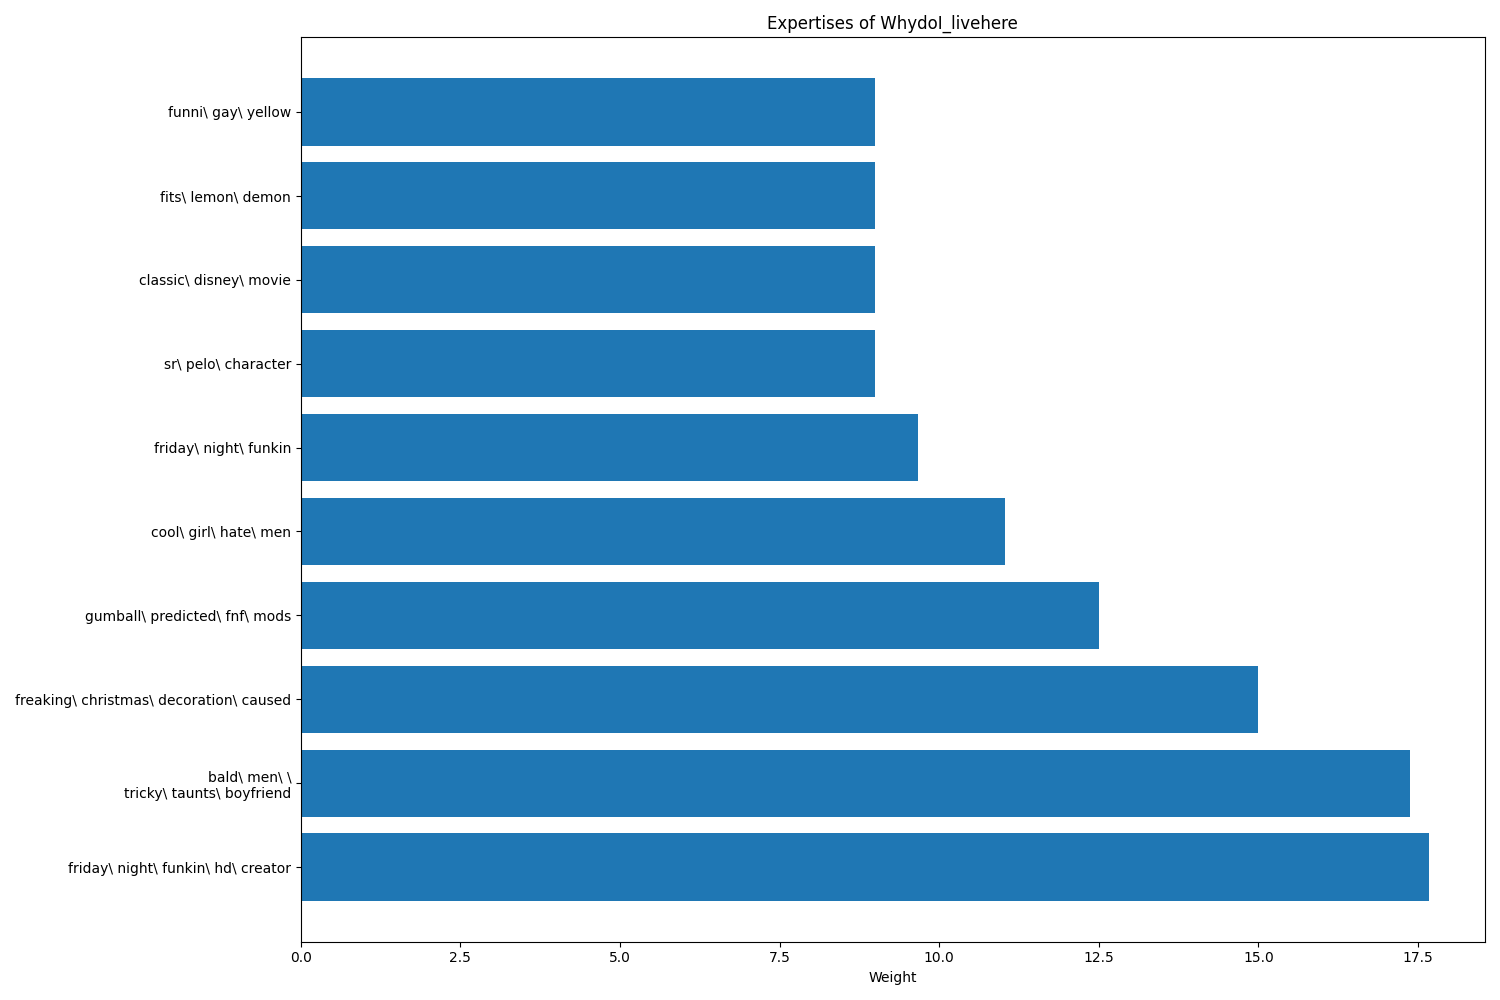 Expertises of WhydoI_livehere
funni\ gay\ yellow
fits\ lemon\ demon
classic\ disney\ movie
sr\ pelo\ character
friday\ night\ funkin
cool\ girl\ hate\ men
gumball\ predicted\ fnf\ mods
freaking\ christmas\ decoration\ caused
bald\ men\ \
tricky\ taunts\ boyfriend
friday\ night\ funkin\ hd\ creator
0.0 2.5 5.0 7.5 10.0 12.5 15.0 17.5
Weight